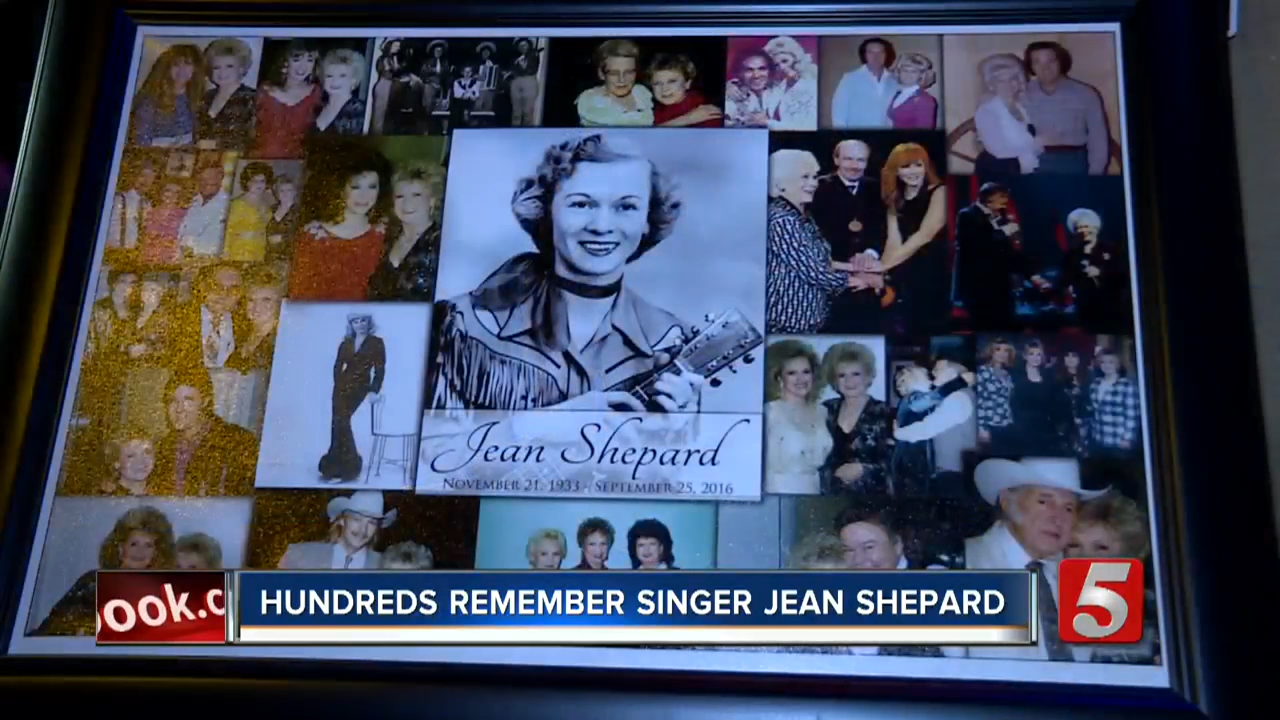 Jean Shepard
NOVEMBER 21, 1933 - SEPTEMBER 25, 2016
ook.c
HUNDREDS REMEMBER SINGER JEAN SHEPARD
5